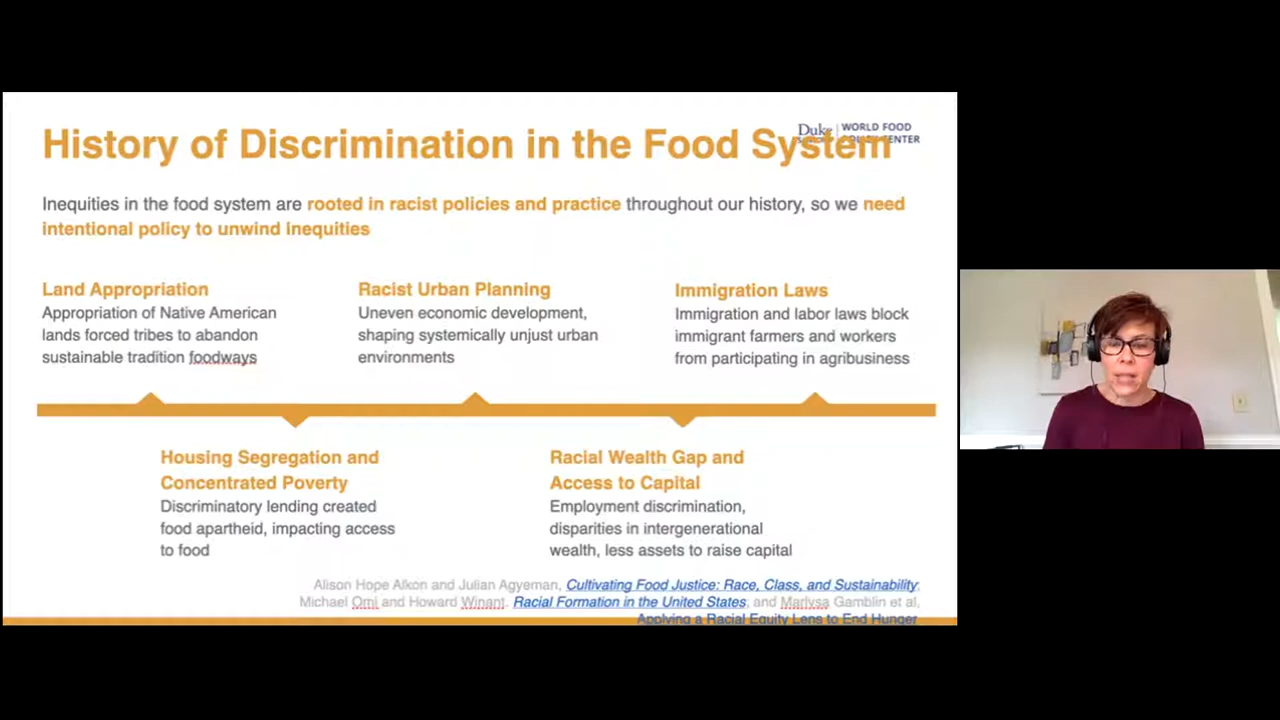 History of Discrimination in the Food System
Duke WORLD FOOD
CENTER
Inequities in the food system are rooted in racist policies and practice throughout our history, so we need
intentional policy to unwind inequities
Land Appropriation
Appropriation of Native American
lands forced tribes to abandon
sustainable tradition foodways
Racist Urban Planning
Uneven economic development,
shaping systemically unjust urban
environments
Immigration Laws
Immigration and labor laws block
immigrant farmers and workers
from participating in agribusiness
Housing Segregation and
Concentrated Poverty
Discriminatory lending created
food apartheid, impacting access
to food
Racial Wealth Gap and
Access to Capital
Employment discrimination,
disparities in intergenerational
wealth, less assets to raise capital
Alison Hope Alkon and Julian Agyeman, Cultivating Food Justice: Race, Class, and Sustainability.
Michael Omi and Howard Winant. Racial Formation in the United States, and Marlysa Gamblin et al,
Applying a Racial Equity Lens to End Hunger